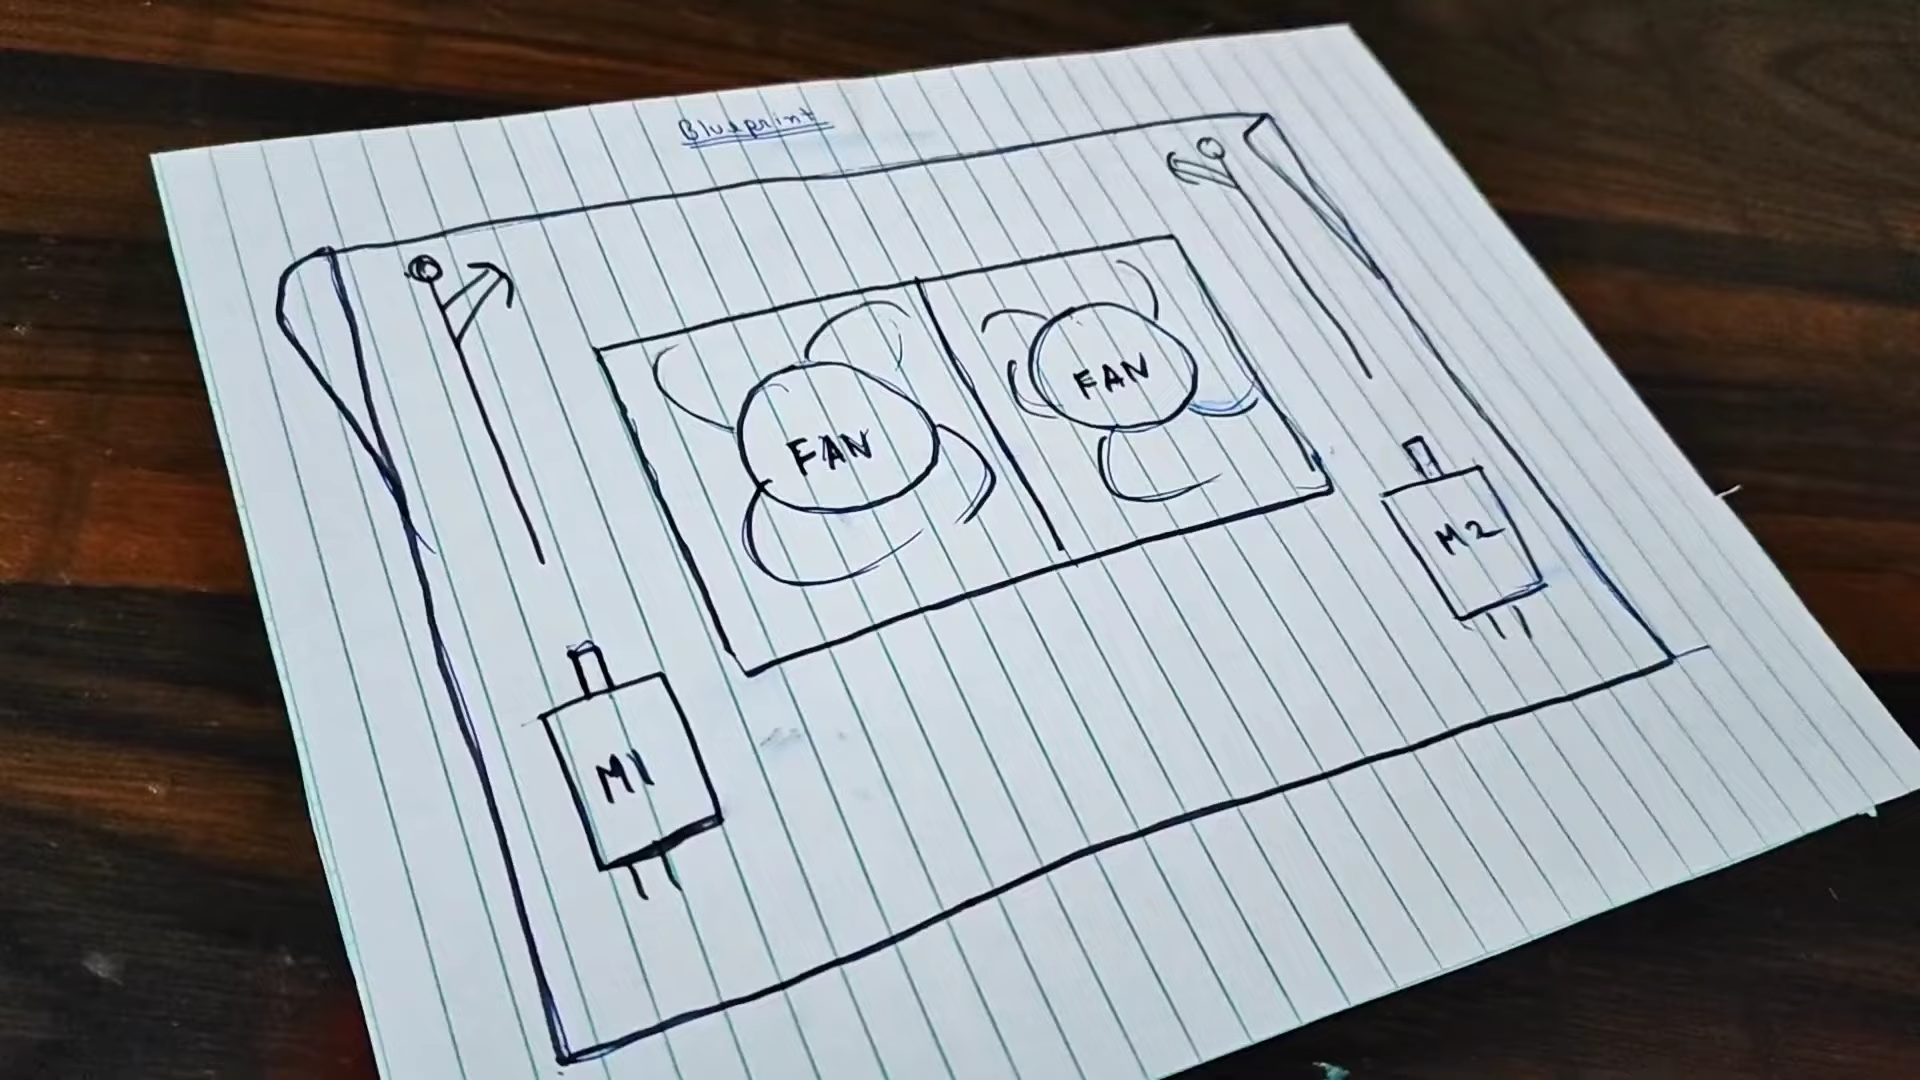 Blueprint
FAN
FAN
M1
M2